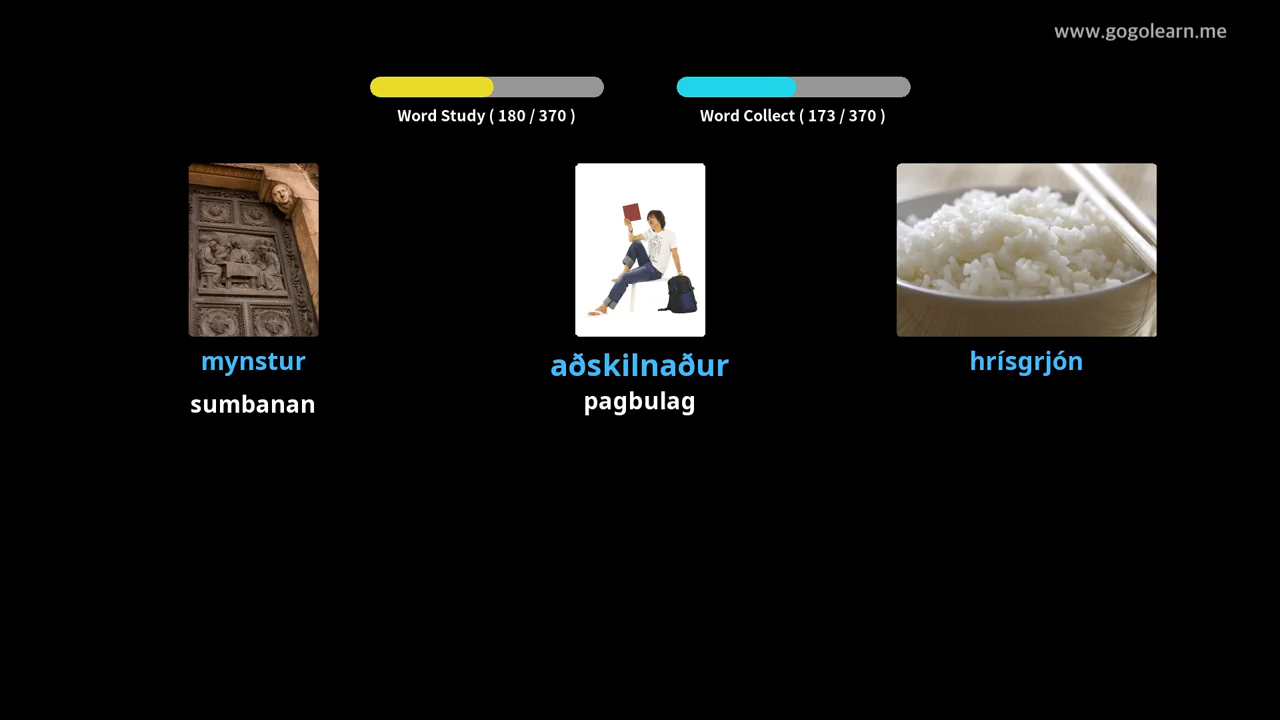 www.gogolearn.me
Word Study ( 180 / 370 )
Word Collect ( 173 / 370 )
mynstur
sumbanan
aðskilnaður
pagbulag
hrísgrjón